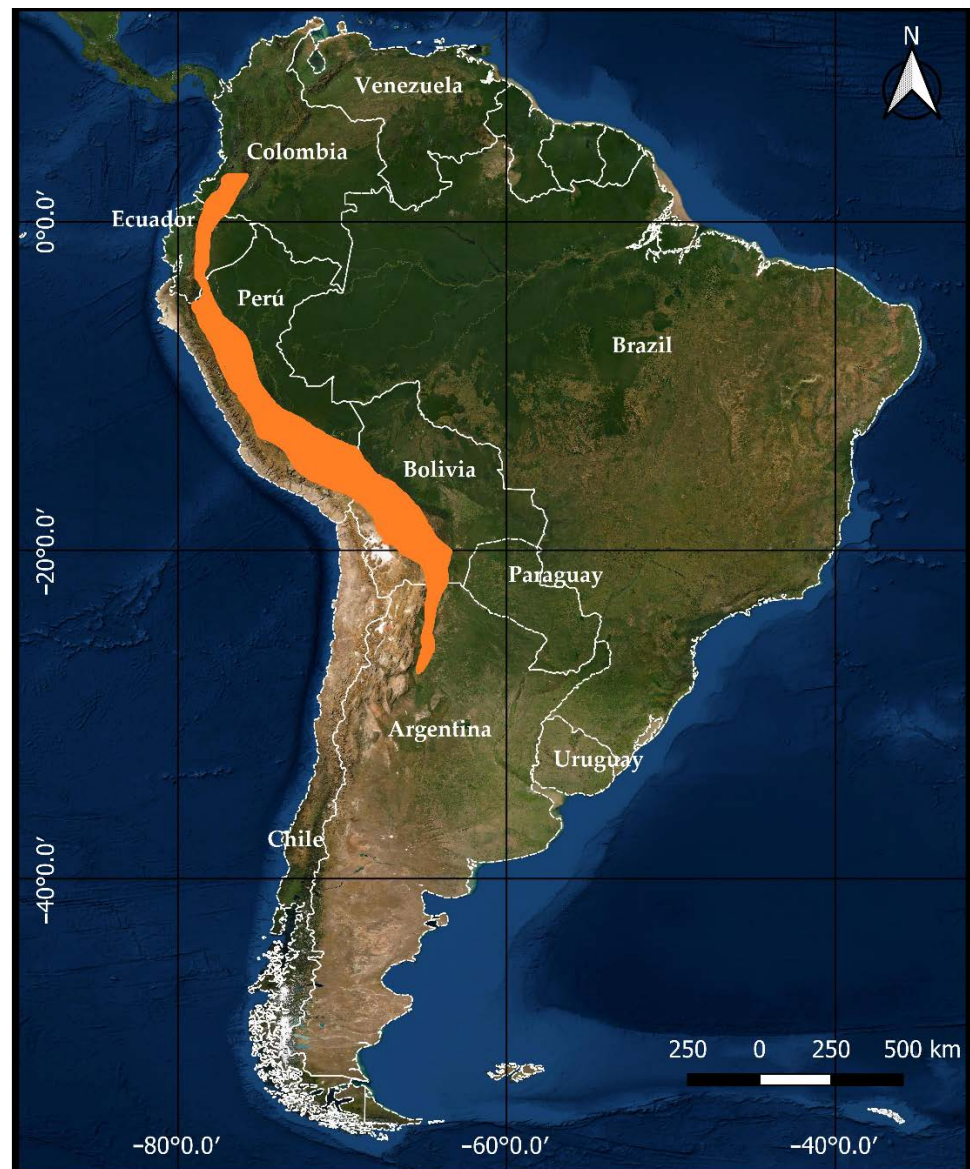 N
Venezuela
Colombia
Ecuador
0°0.0′
Perú
Brazil
Bolivia
−20°0.0′
Paraguay
Argentina
Uruguay
Chile
−40°0.0′
250 0 250 500 km
−80°0.0′ −60°0.0′ −40°0.0′